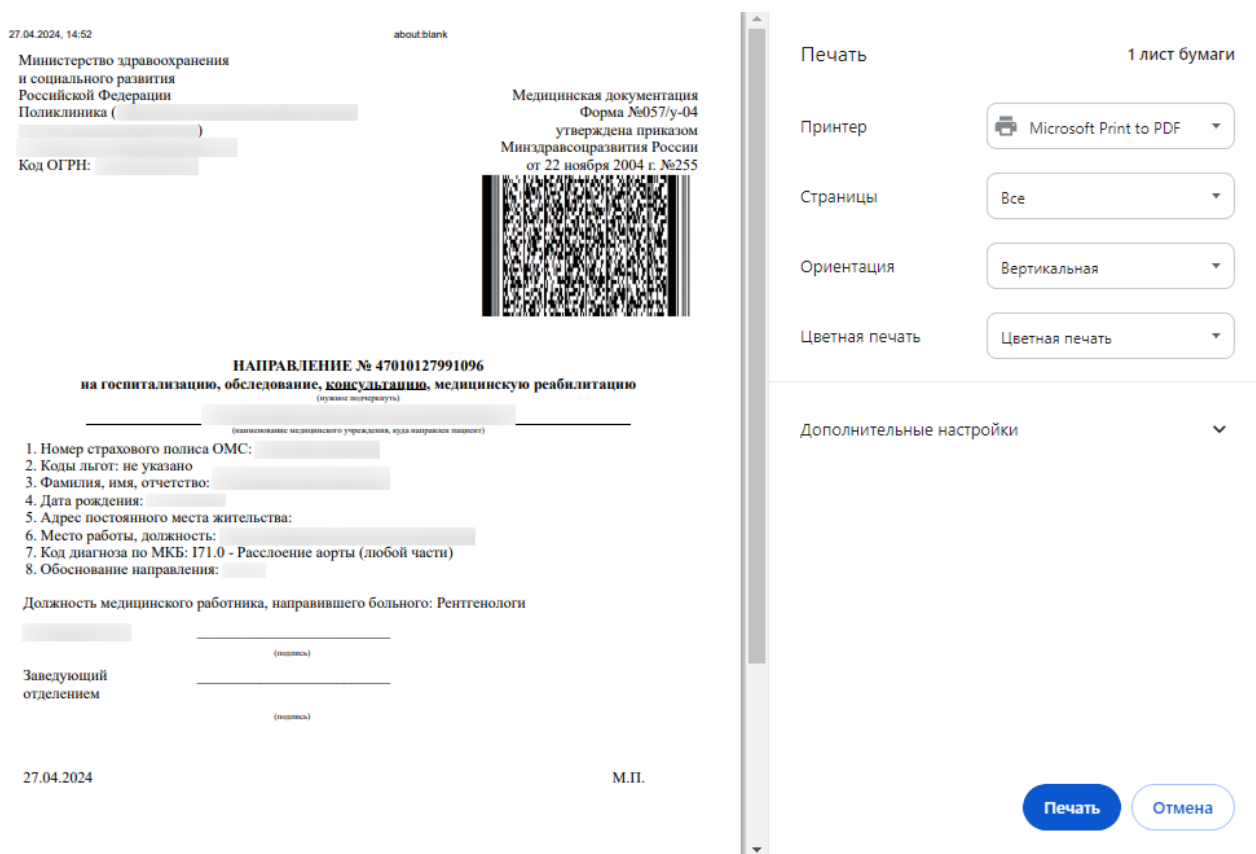 27.04.2024, 14:52
about:blank
Министерство здравоохранения
и социального развития
Российской Федерации
Поликлиника (
)
Код ОГРН:
Медицинская документация
Форма №057/у-04
утверждена приказом
Минздравсоцразвития России
от 22 ноября 2004 г. №255
НАПРАВЛЕНИЕ № 47010127991096
на госпитализацию, обследование, консультацию, медицинскую реабилитацию
(нужное подчеркнуть)
(наименование медицинского учреждения, куда направлен пациент)
1. Номер страхового полиса ОМС:
2. Коды льгот: не указано
3. Фамилия, имя, отчетство:
4. Дата рождения:
5. Адрес постоянного места жительства:
6. Место работы, должность:
7. Код диагноза по МКБ: I71.0 - Расслоение аорты (любой части)
8. Обоснование направления:
Должность медицинского работника, направившего больного: Рентгенологи
(подпись)
Заведующий
отделением
(подпись)
27.04.2024
М.П.
Печать
1 лист бумаги
Принтер
Microsoft Print to PDF
Страницы
Все
Ориентация
Вертикальная
Цветная печать
Цветная печать
Дополнительные настройки
Печать
Отмена